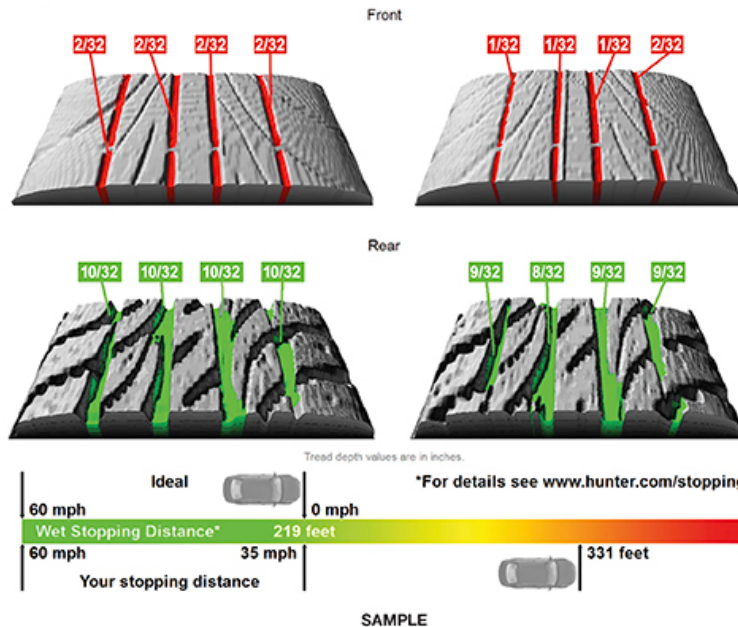 Front
2/32 2/32 2/32 2/32 1/32 1/32 1/32 2/32
Rear
10/32 10/32 10/32 10/32 9/32 8/32 9/32 9/32
Tread depth values are in inches.
Ideal *For details see www.hunter.com/stopping
60 mph 0 mph
Wet Stopping Distance* 219 feet
60 mph 35 mph 331 feet
Your stopping distance
SAMPLE